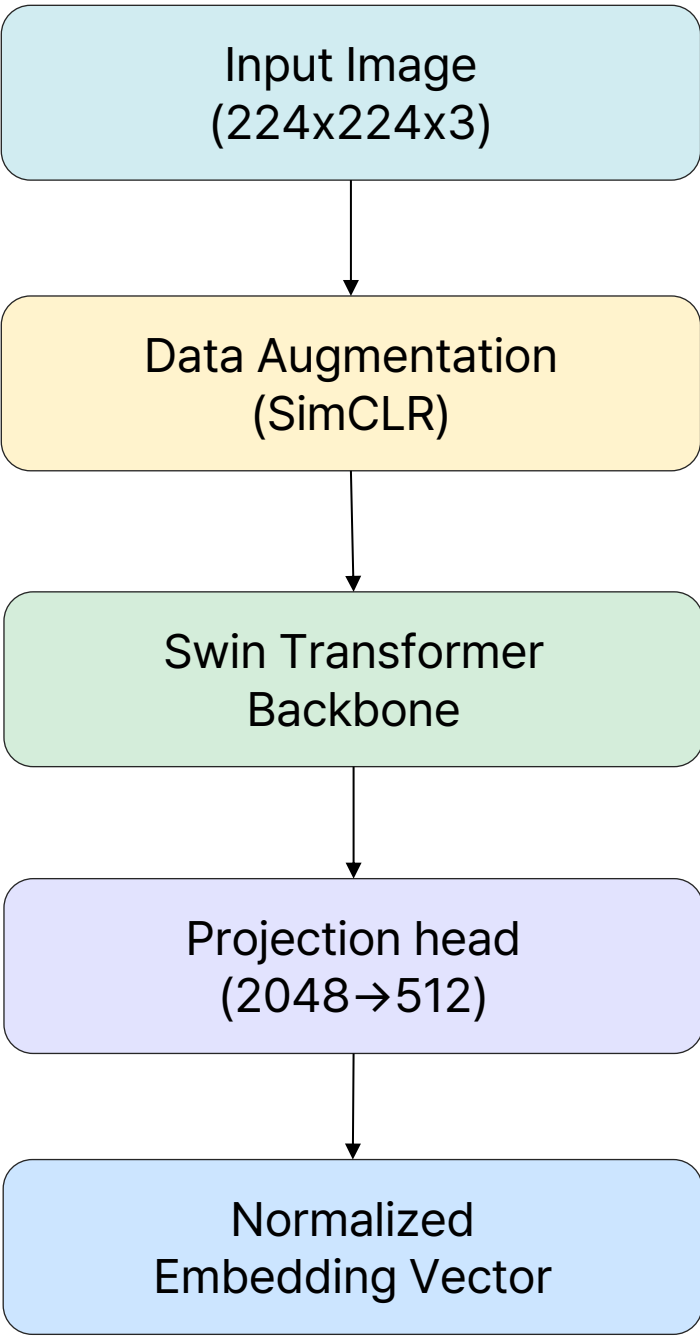 Input Image
(224x224x3)
Data Augmentation
(SimCLR)
Swin Transformer
Backbone
Projection head
(2048→512)
Normalized
Embedding Vector